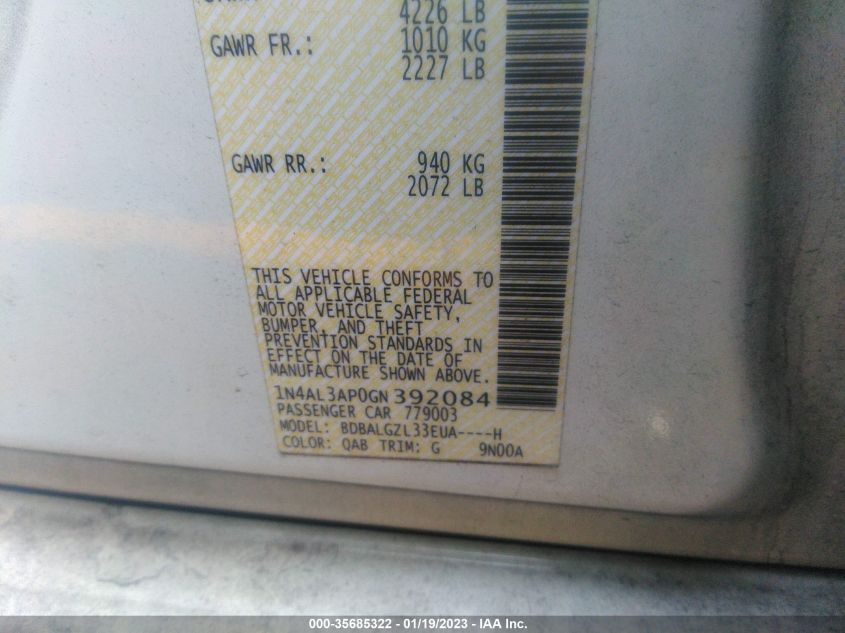 4226 LB
GAWR FR.: 1010 KG
2227 LB
GAWR RR.: 940 KG
2072 LB
THIS VEHICLE CONFORMS TO
ALL APPLICABLE FEDERAL
MOTOR VEHICLE SAFETY,
BUMPER, AND THEFT
PREVENTION STANDARDS IN
EFFECT ON THE DATE OF
MANUFACTURE SHOWN ABOVE.
1N4AL3AP0GN392084
PASSENGER CAR 779003
MODEL: BDBALGZL33EUA----H
COLOR: QAB TRIM: G 9N00A
000-35685322 / 01/19/2023 / IAA Inc.